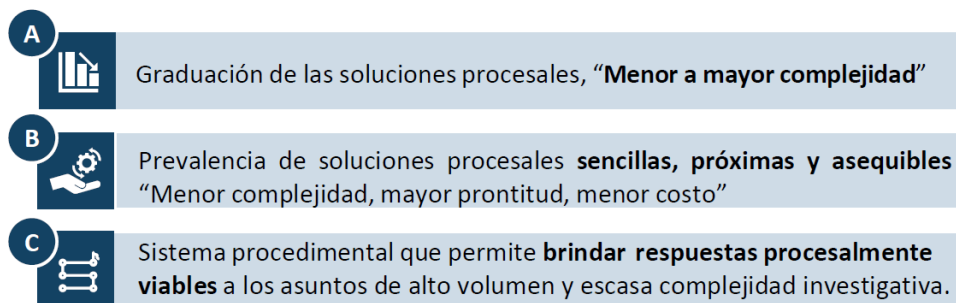 A
Graduación de las soluciones procesales, “Menor a mayor complejidad”
B
Prevalencia de soluciones procesales sencillas, próximas y asequibles
“Menor complejidad, mayor prontitud, menor costo”
C
Sistema procedimental que permite brindar respuestas procesalmente
viables a los asuntos de alto volumen y escasa complejidad investigativa.